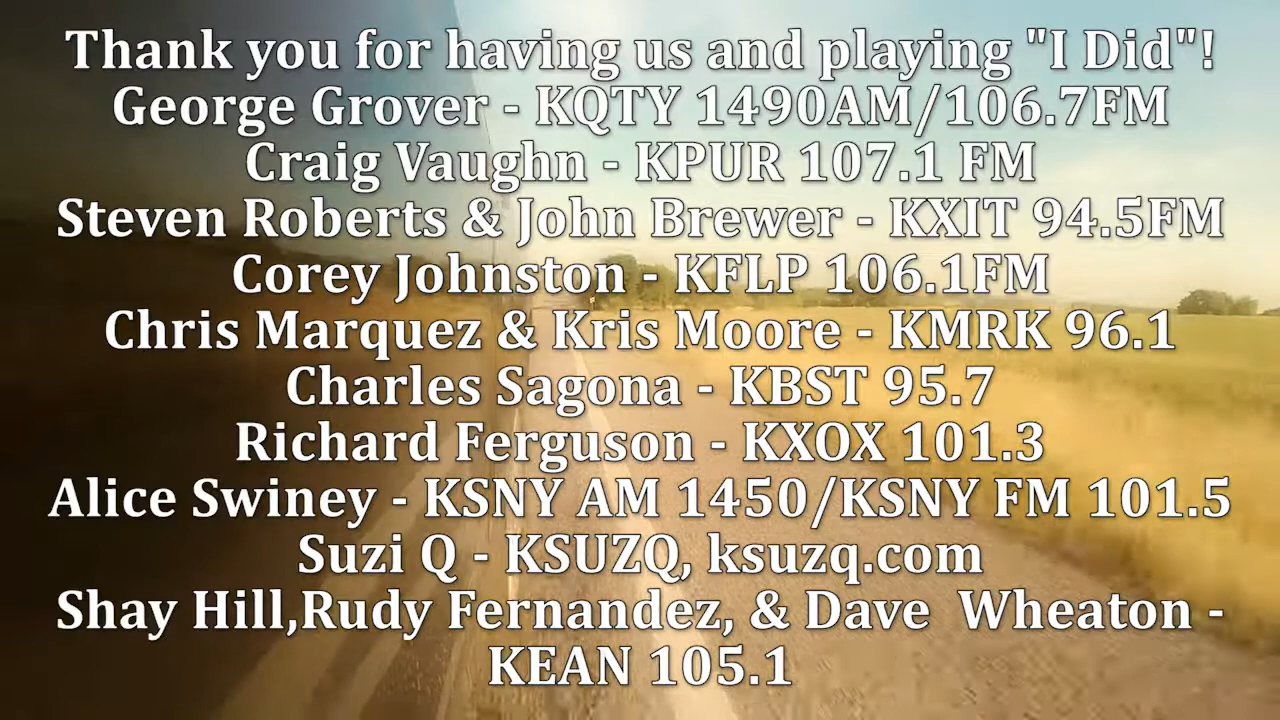 Thank you for having us and playing "I Did"!
George Grover - KQTY 1490AM/106.7FM
Craig Vaughn - KPUR 107.1 FM
Steven Roberts & John Brewer - KXIT 94.5FM
Corey Johnston - KFLP 106.1FM
Chris Marquez & Kris Moore - KMRK 96.1
Charles Sagona - KBST 95.7
Richard Ferguson - KXOX 101.3
Alice Swiney - KSNY AM 1450/KSNY FM 101.5
Suzi Q - KSUZQ, ksuzq.com
Shay Hill,Rudy Fernandez, & Dave  Wheaton -
KEAN 105.1